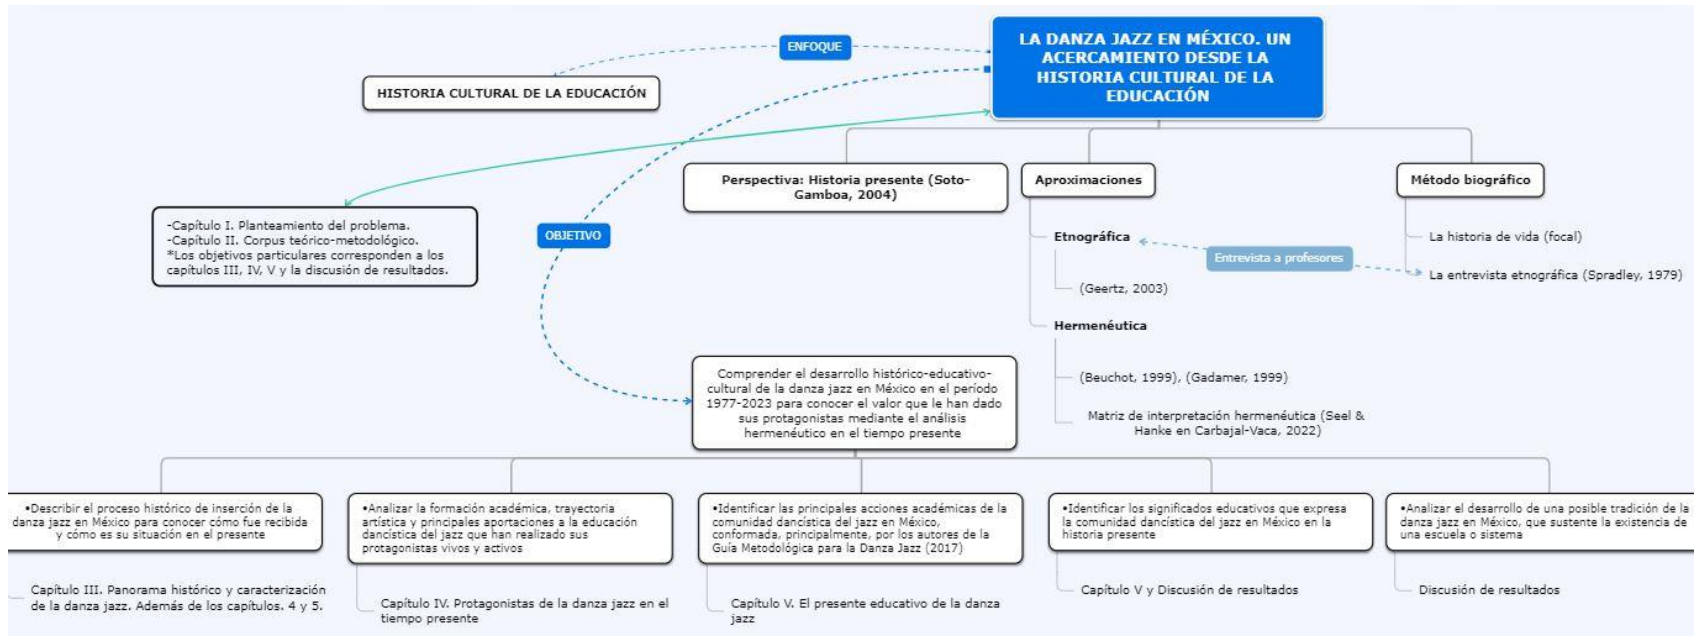 LA DANZA JAZZ EN MÉXICO. UN
ACERCAMIENTO DESDE LA
HISTORIA CULTURAL DE LA
EDUCACIÓN
ENFOQUE
HISTORIA CULTURAL DE LA EDUCACIÓN
Perspectiva: Historia presente (Soto-
Gamboa, 2004)
Aproximaciones
Método biográfico
-Capítulo I. Planteamiento del problema.
-Capítulo II. Corpus teórico-metodológico.
*Los objetivos particulares corresponden a los
capítulos III, IV, V y la discusión de resultados.
OBJETIVO
Etnográfica
(Geertz, 2003)
Entrevista a profesores
La historia de vida (focal)
La entrevista etnográfica (Spradley, 1979)
Hermenéutica
(Beuchot, 1999), (Gadamer, 1999)
Matriz de interpretación hermenéutica (Seel &
Hanke en Carbajal-Vaca, 2022)
Comprender el desarrollo histórico-educativo-
cultural de la danza jazz en México en el período
1977-2023 para conocer el valor que le han dado
sus protagonistas mediante el análisis
hermenéutico en el tiempo presente
•Describir el proceso histórico de inserción de la
danza jazz en México para conocer cómo fue recibida
y cómo es su situación en el presente
Capítulo III. Panorama histórico y caracterización
de la danza jazz. Además de los capítulos. 4 y 5.
•Analizar la formación académica, trayectoria
artística y principales aportaciones a la educación
dancística del jazz que han realizado sus
protagonistas vivos y activos
Capítulo IV. Protagonistas de la danza jazz en el
tiempo presente
•Identificar las principales acciones académicas de la
comunidad dancística del jazz en México,
conformada, principalmente, por los autores de la
Guía Metodológica para la Danza Jazz (2017)
Capítulo V. El presente educativo de la danza
jazz
•Identificar los significados educativos que expresa
la comunidad dancística del jazz en México en la
historia presente
Capítulo V y Discusión de resultados
•Analizar el desarrollo de una posible tradición de la
danza jazz en México, que sustente la existencia de
una escuela o sistema
Discusión de resultados